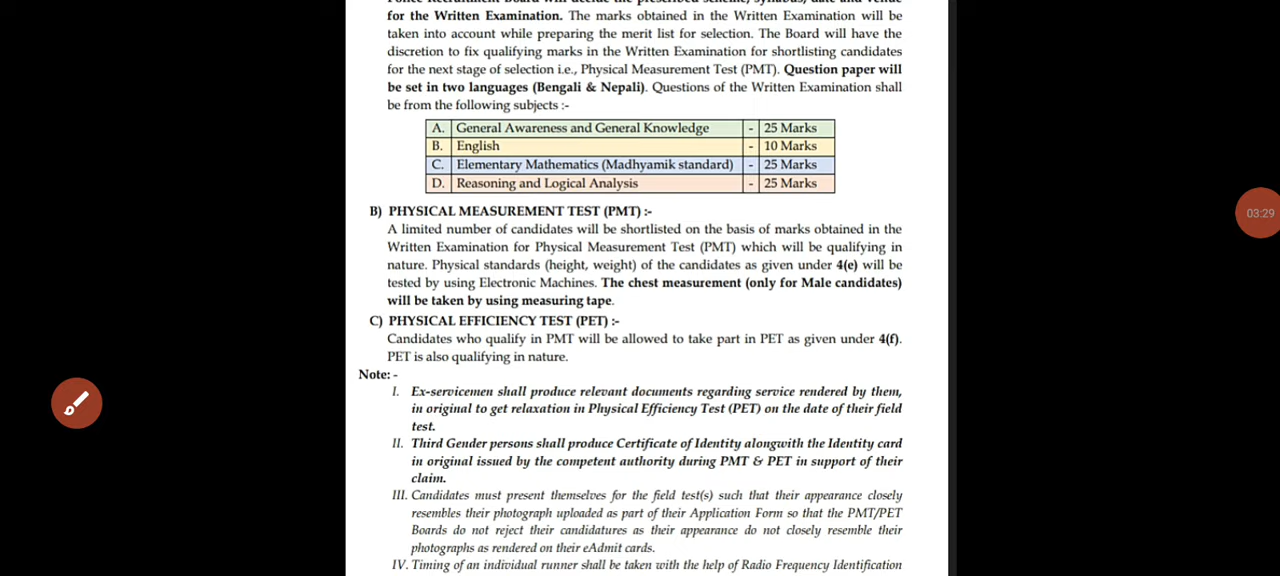 Police Recruitment Board will decide the prescribed scheme, syllabus, date and venue
for the Written Examination. The marks obtained in the Written Examination will be
taken into account while preparing the merit list for selection. The Board will have the
discretion to fix qualifying marks in the Written Examination for shortlisting candidates
for the next stage of selection i.e., Physical Measurement Test (PMT). Question paper will
be set in two languages (Bengali & Nepali). Questions of the Written Examination shall
be from the following subjects :-
A. General Awareness and General Knowledge - 25 Marks
B. English - 10 Marks
C. Elementary Mathematics (Madhyamik standard) - 25 Marks
D. Reasoning and Logical Analysis - 25 Marks
B) PHYSICAL MEASUREMENT TEST (PMT) :-
A limited number of candidates will be shortlisted on the basis of marks obtained in the
Written Examination for Physical Measurement Test (PMT) which will be qualifying in
nature. Physical standards (height, weight) of the candidates as given under 4(e) will be
tested by using Electronic Machines. The chest measurement (only for Male candidates)
will be taken by using measuring tape.
C) PHYSICAL EFFICIENCY TEST (PET) :-
Candidates who qualify in PMT will be allowed to take part in PET as given under 4(f).
PET is also qualifying in nature.
Note: -
I. Ex-servicemen shall produce relevant documents regarding service rendered by them,
in original to get relaxation in Physical Efficiency Test (PET) on the date of their field
test.
II. Third Gender persons shall produce Certificate of Identity alongwith the Identity card
in original issued by the competent authority during PMT & PET in support of their
claim.
III. Candidates must present themselves for the field test(s) such that their appearance closely
resembles their photograph uploaded as part of their Application Form so that the PMT/PET
Boards do not reject their candidatures as their appearance do not closely resemble their
photographs as rendered on their eAdmit cards.
IV. Timing of an individual runner shall be taken with the help of Radio Frequency Identification
03:29